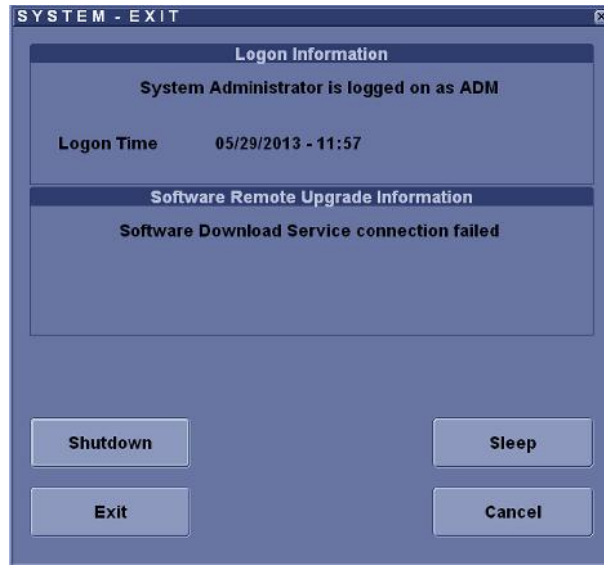 SYSTEM - EXIT
Logon Information
System Administrator is logged on as ADM
Logon Time 05/29/2013 - 11:57
Software Remote Upgrade Information
Software Download Service connection failed
Shutdown
Sleep
Exit
Cancel